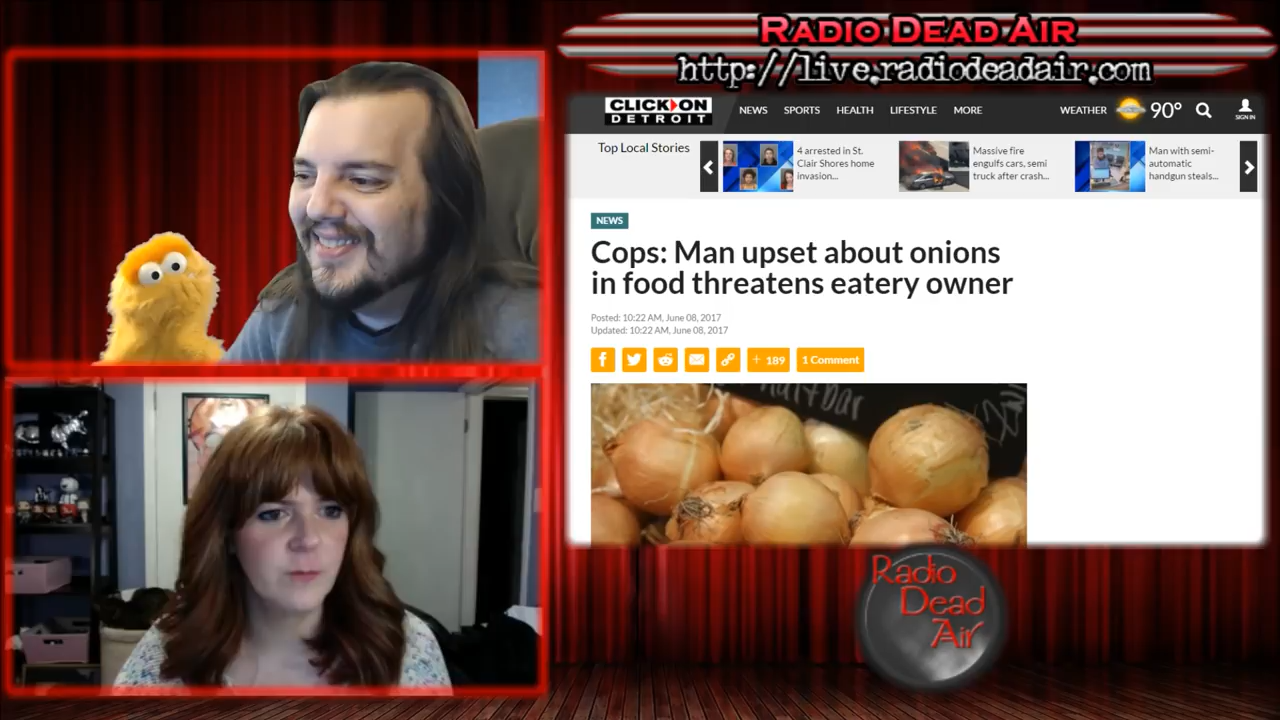 RADIO DEAD AIR
http://live.radiodeadair.com
CLICK ON
DETROIT
NEWS SPORTS HEALTH LIFESTYLE MORE
WEATHER 90°
SIGN IN
Top Local Stories
4 arrested in St.
Clair Shores home
invasion...
Massive fire
engulfs cars, semi
truck after crash...
Man with semi-
automatic
handgun steals...
NEWS
Cops: Man upset about onions
in food threatens eatery owner
Posted: 10:22 AM, June 08, 2017
Updated: 10:22 AM, June 08, 2017
+ 189
1 Comment
Radio
Dead
Air